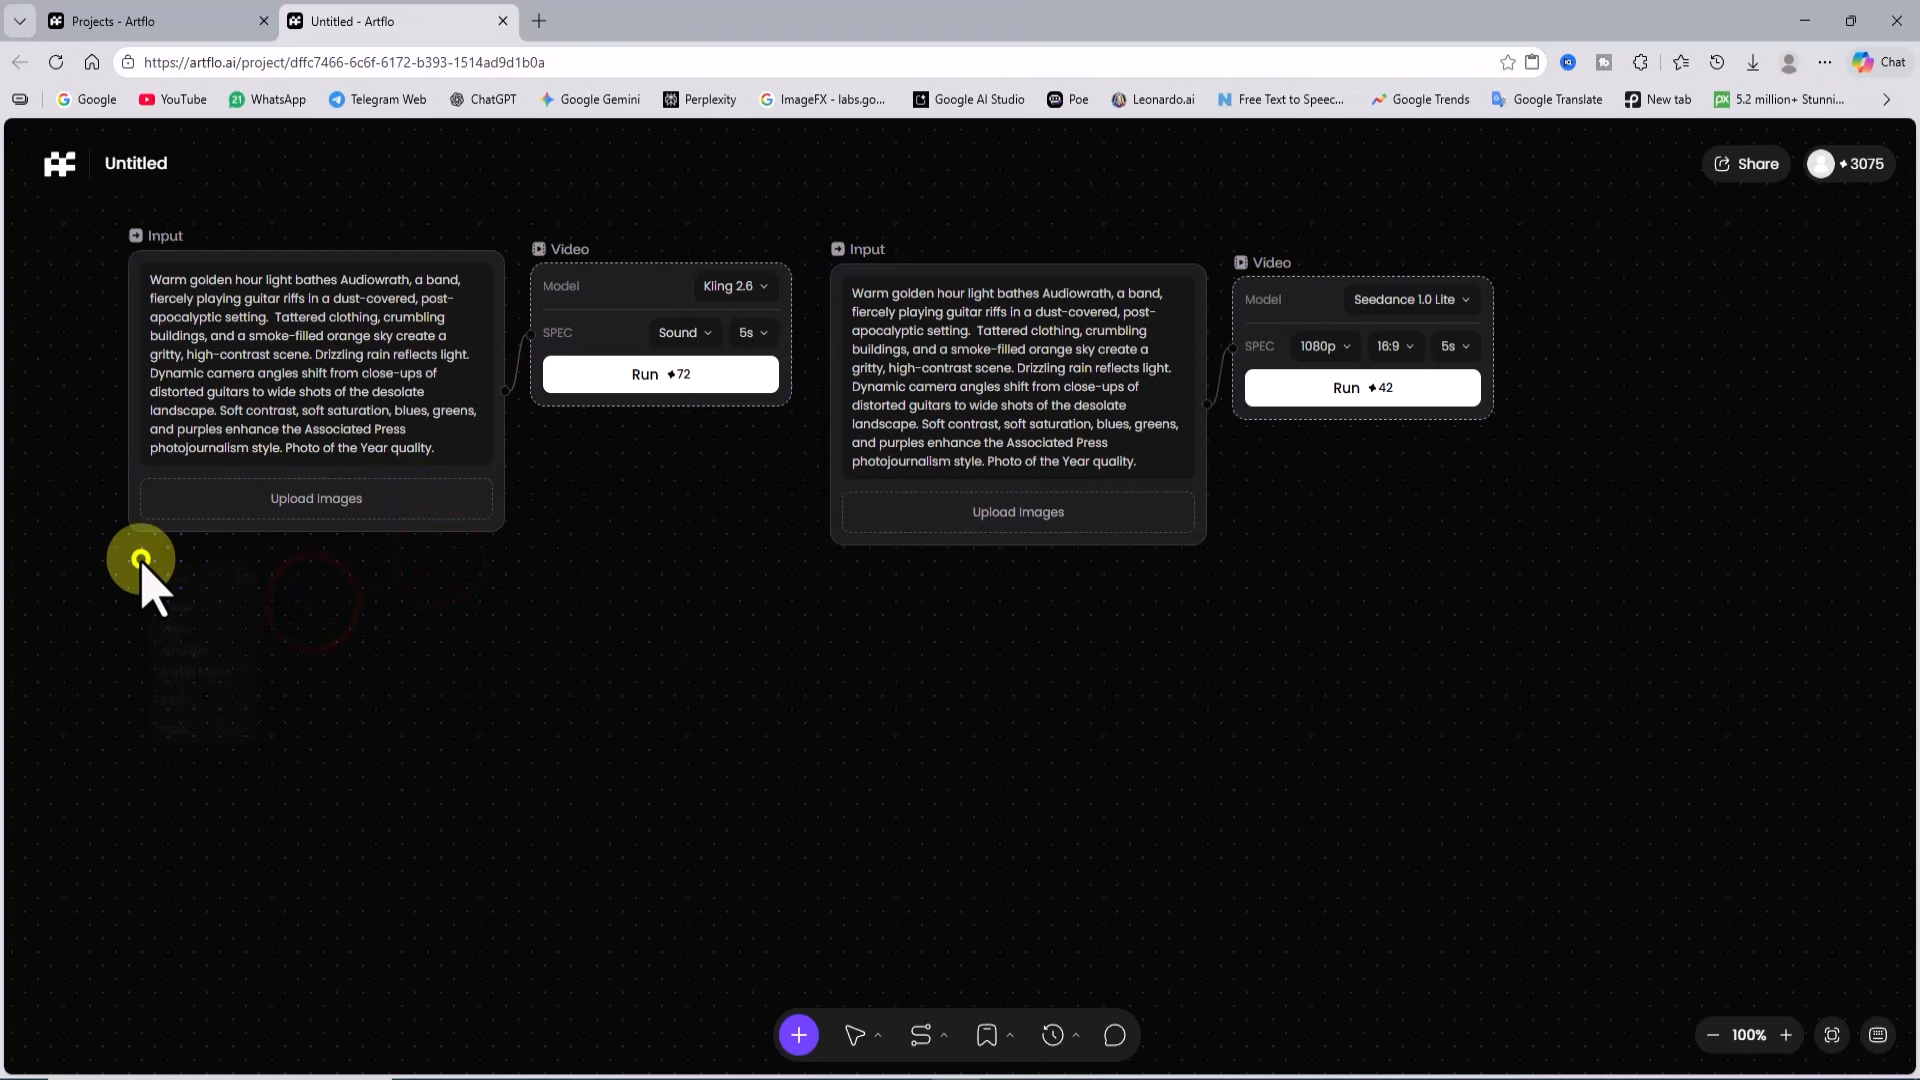 Projects - Artflo
Untitled - Artflo
https://artflo.ai/project/dffc7466-6c6f-6172-b393-1514ad9d1b0a
Chat
Google
YouTube
WhatsApp
Telegram Web
ChatGPT
Google Gemini
Perplexity
ImageFX - labs.go...
Google AI Studio
Poe
Leonardo.ai
Free Text to Speec...
Google Trends
Google Translate
New tab
5.2 million+ Stunni...
Untitled
Share
3075
Input
Warm golden hour light bathes Audiowrath, a band,
fiercely playing guitar riffs in a dust-covered, post-
apocalyptic setting.  Tattered clothing, crumbling
buildings, and a smoke-filled orange sky create a
gritty, high-contrast scene. Drizzling rain reflects light.
Dynamic camera angles shift from close-ups of
distorted guitars to wide shots of the desolate
landscape. Soft contrast, soft saturation, blues, greens,
and purples enhance the Associated Press
photojournalism style. Photo of the Year quality.
Upload Images
Video
Model Kling 2.6
SPEC Sound 5s
Run 72
Input
Warm golden hour light bathes Audiowrath, a band,
fiercely playing guitar riffs in a dust-covered, post-
apocalyptic setting.  Tattered clothing, crumbling
buildings, and a smoke-filled orange sky create a
gritty, high-contrast scene. Drizzling rain reflects light.
Dynamic camera angles shift from close-ups of
distorted guitars to wide shots of the desolate
landscape. Soft contrast, soft saturation, blues, greens,
and purples enhance the Associated Press
photojournalism style. Photo of the Year quality.
Upload Images
Video
Model Seedance 1.0 Lite
SPEC 1080p 16:9 5s
Run 42
100%